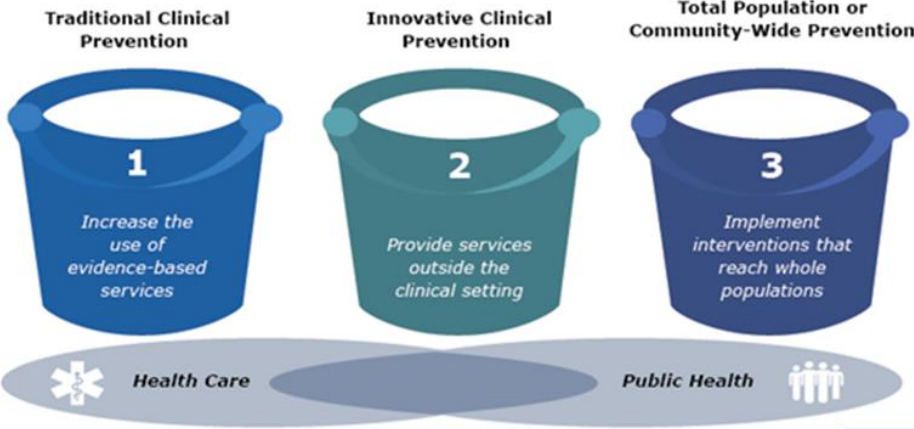 Traditional Clinical
Prevention
Innovative Clinical
Prevention
Total Population or
Community-Wide Prevention
1
Increase the
use of
evidence-based
services
2
Provide services
outside the
clinical setting
3
Implement
interventions that
reach whole
populations
Health Care
Public Health